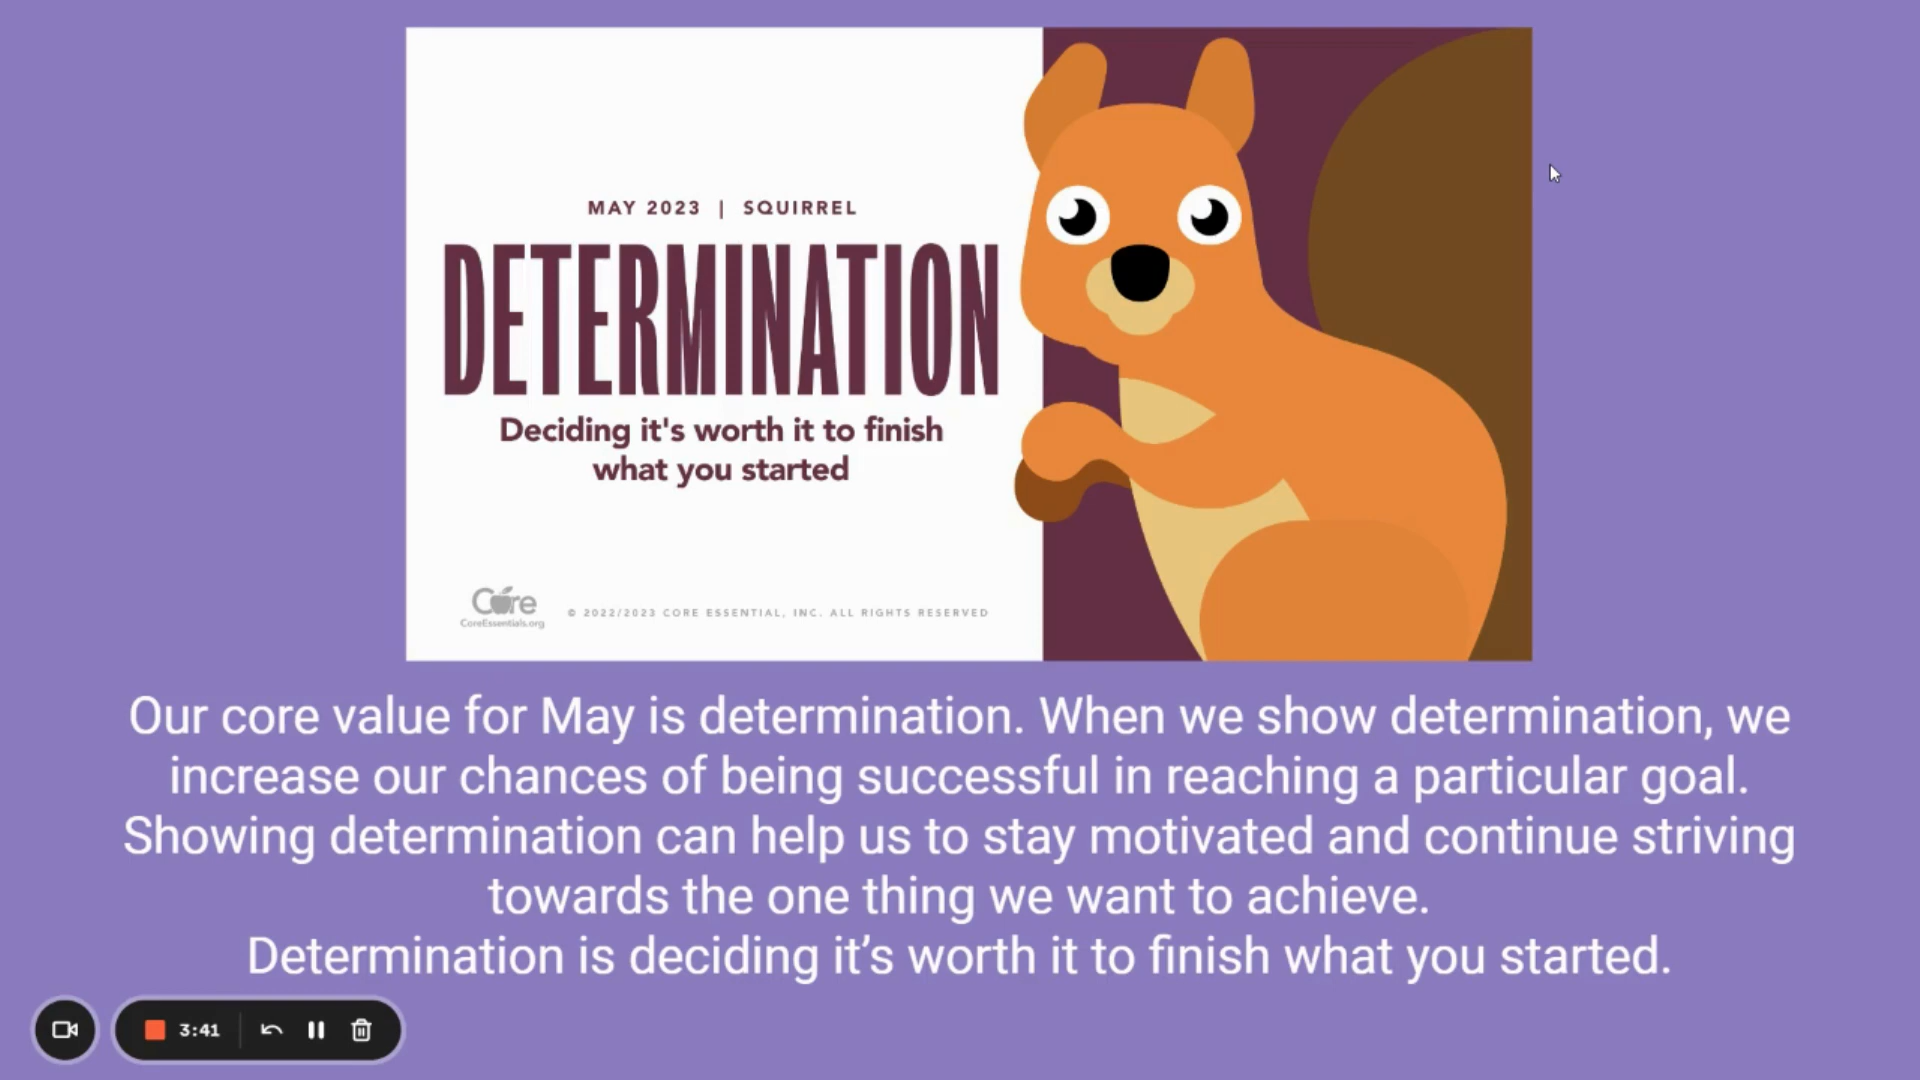 MAY 2023 | SQUIRREL
DETERMINATION
Deciding it's worth it to finish
what you started
Core
CoreEssentials.org
© 2022/2023 CORE ESSENTIAL, INC. ALL RIGHTS RESERVED
Our core value for May is determination. When we show determination, we
increase our chances of being successful in reaching a particular goal.
Showing determination can help us to stay motivated and continue striving
towards the one thing we want to achieve.
Determination is deciding it’s worth it to finish what you started.
3:41